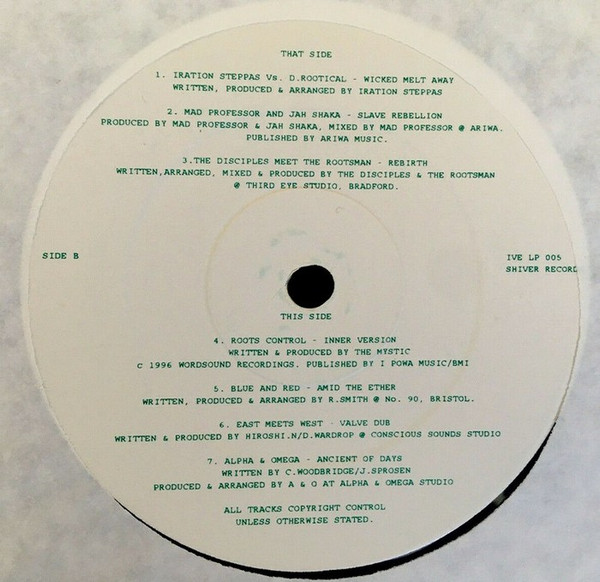 THAT SIDE
1. IRATION STEPPAS Vs. D.ROOTICAL - WICKED MELT AWAY
WRITTEN, PRODUCED & ARRANGED BY IRATION STEPPAS
2. MAD PROFESSOR AND JAH SHAKA - SLAVE REBELLION
PRODUCED BY MAD PROFESSOR & JAH SHAKA, MIXED BY MAD PROFESSOR @ ARIWA.
PUBLISHED BY ARIWA MUSIC.
3.THE DISCIPLES MEET THE ROOTSMAN - REBIRTH
WRITTEN,ARRANGED, MIXED & PRODUCED BY THE DISCIPLES & THE ROOTSMAN
@ THIRD EYE STUDIO, BRADFORD.
SIDE B
IVE LP 005
SHIVER RECORD
THIS SIDE
4. ROOTS CONTROL - INNER VERSION
WRITTEN & PRODUCED BY THE MYSTIC
C 1996 WORDSOUND RECORDINGS. PUBLISHED BY I POWA MUSIC/BMI
5. BLUE AND RED - AMID THE ETHER
WRITTEN, PRODUCED & ARRANGED BY R.SMITH @ No. 90, BRISTOL.
6. EAST MEETS WEST - VALVE DUB
WRITTEN & PRODUCED BY HIROSHI.N/D.WARDROP @ CONSCIOUS SOUNDS STUDIO
7. ALPHA & OMEGA - ANCIENT OF DAYS
WRITTEN BY C.WOODBRIDGE/J.SPROSEN
PRODUCED & ARRANGED BY A & O AT ALPHA & OMEGA STUDIO
ALL TRACKS COPYRIGHT CONTROL
UNLESS OTHERWISE STATED.